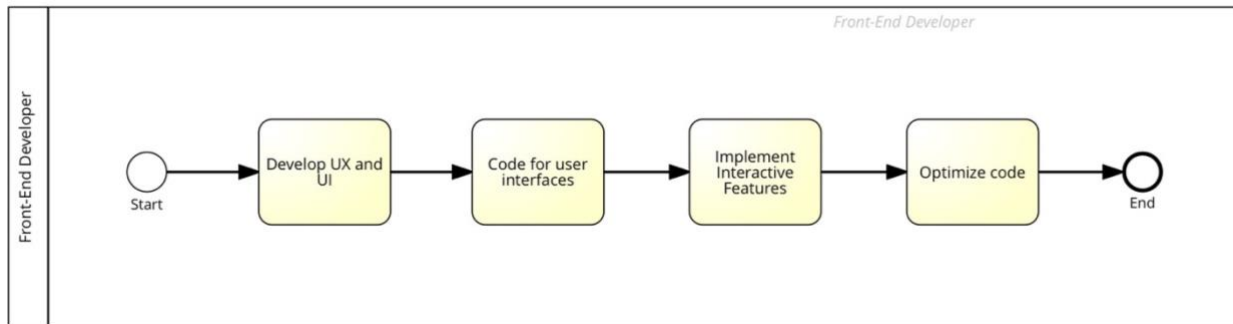 Front-End Developer
Front-End Developer
Start
Develop UX and
UI
Code for user
interfaces
Implement
Interactive
Features
Optimize code
End